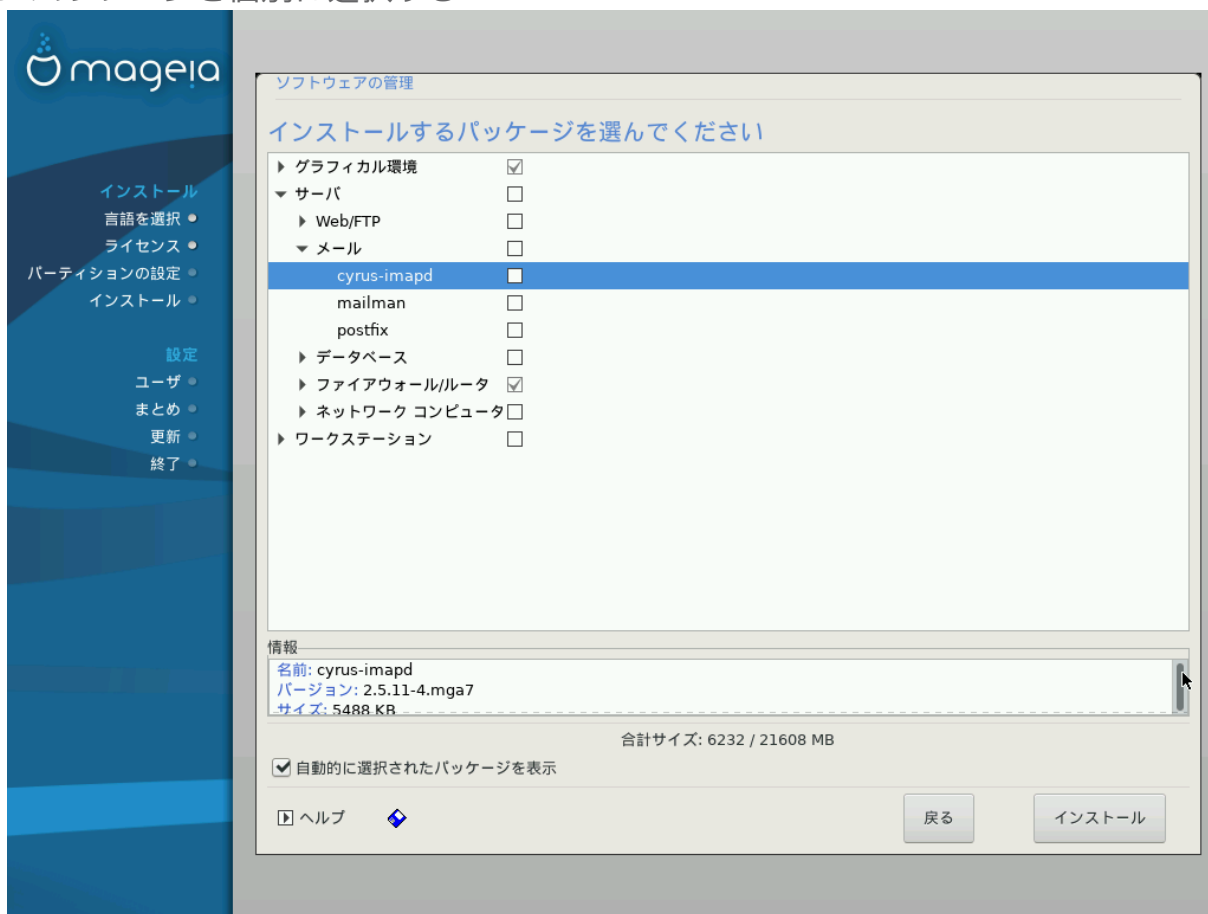 mageia
インストール
言語を選択
ライセンス
パーティションの設定
インストール
設定
ユーザ
まとめ
更新
終了
ソフトウェアの管理
インストールするパッケージを選んでください
グラフィカル環境
サーバ
Web/FTP
メール
cyrus-imapd
mailman
postfix
データベース
ファイアウォール/ルータ
ネットワーク コンピュータ
ワークステーション
情報
名前: cyrus-imapd
バージョン: 2.5.11-4.mga7
サイズ: 5488 KB
合計サイズ: 6232 / 21608 MB
自動的に選択されたパッケージを表示
ヘルプ
戻る
インストール